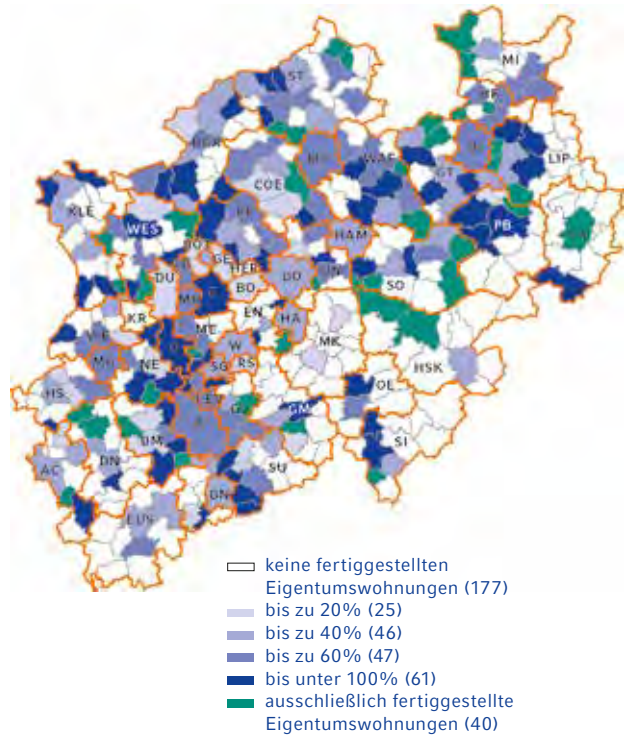 MI
ST
HF
BOR
MS
WAF
BI
LIP
COE
GT
KLE
RE
WES
PB
BOT
HAM
GE
HER
DU
UN
DO
BO
SO
MH
E
EN
KR
HA
ME
VIE
MK
D
W
MG
NE
RS
HSK
SG
OE
HS
LEV
GM
K
GL
BM
SI
DN
SU
AC
BN
EUS
keine fertiggestellten
Eigentumswohnungen (177)
bis zu 20% (25)
bis zu 40% (46)
bis zu 60% (47)
bis unter 100% (61)
ausschließlich fertiggestellte
Eigentumswohnungen (40)